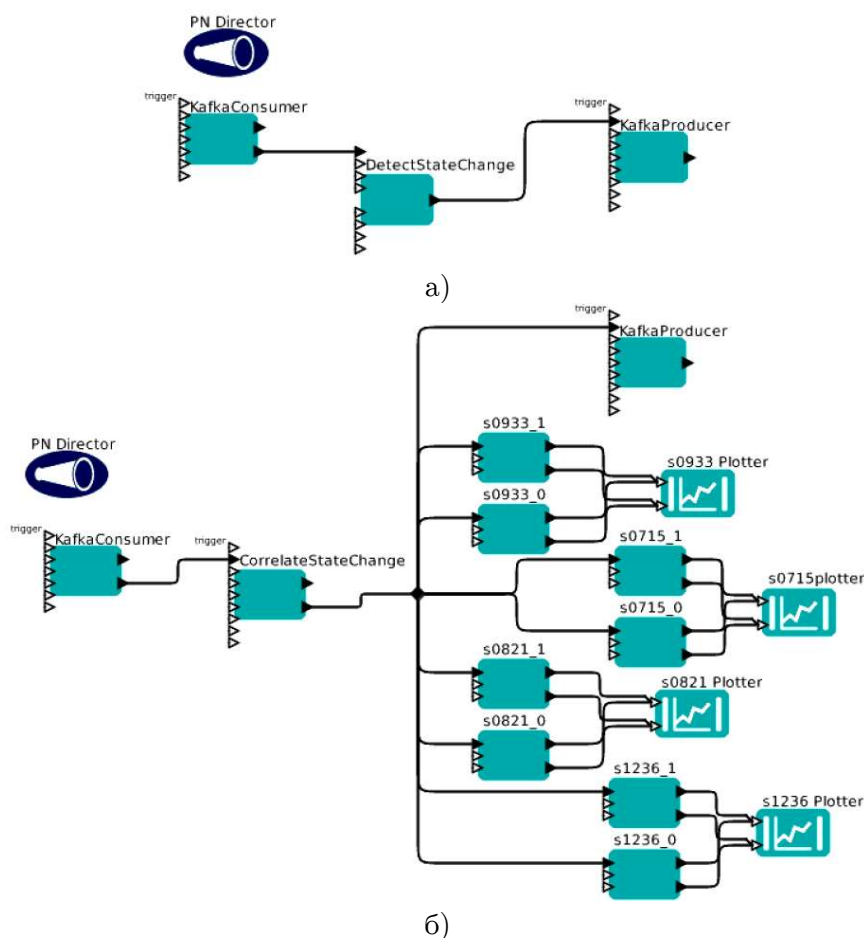 PN Director
trigger
KafkaConsumer
trigger
KafkaProducer
DetectStateChange
а)
trigger
KafkaProducer
s0933_1
PN Director
s0933 Plotter
s0933_0
trigger
KafkaConsumer
trigger
CorrelateStateChange
s0715_1
s0715plotter
s0715_0
s0821_1
s0821 Plotter
s0821_0
s1236_1
s1236 Plotter
s1236_0
б)